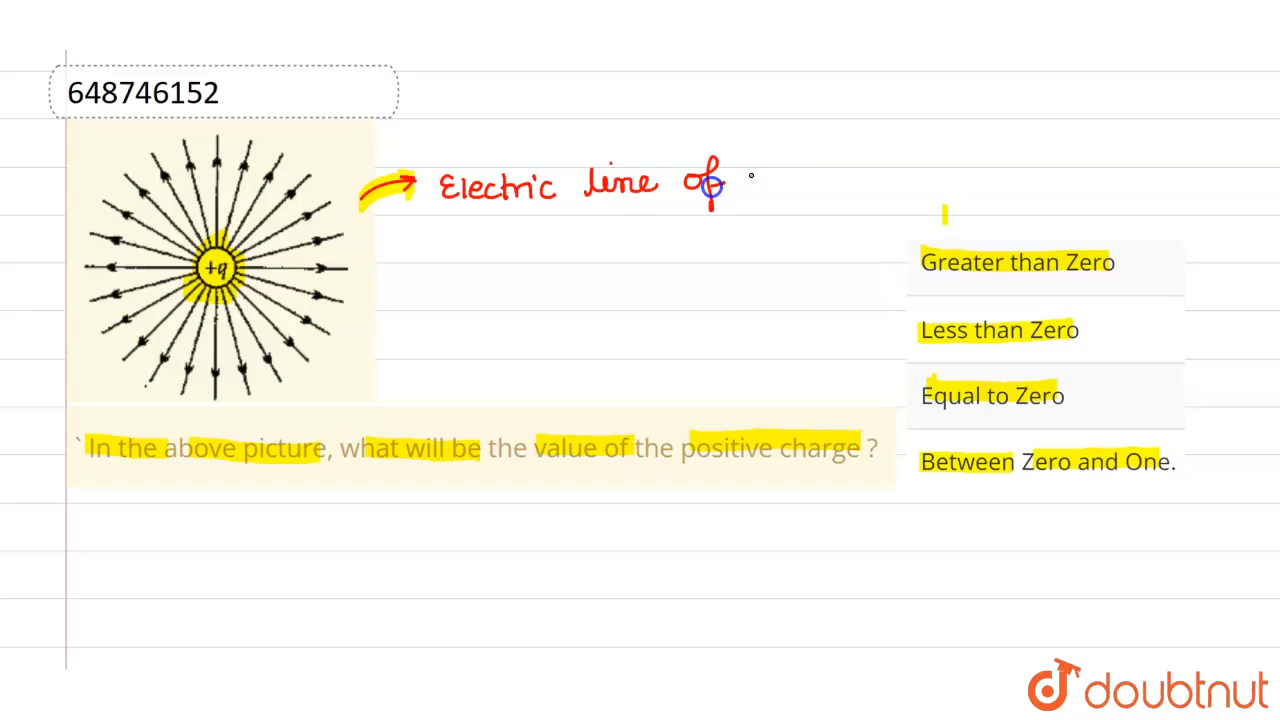 648746152
Electric line of
+q
Greater than Zero
Less than Zero
Equal to Zero
` In the above picture, what will be the value of the positive charge ?
Between Zero and One.
doubtnut